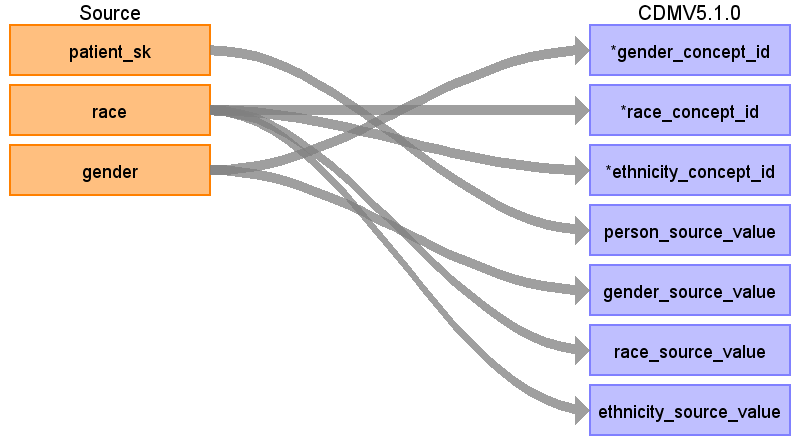 Source
CDMV5.1.0
patient_sk
*gender_concept_id
race
*race_concept_id
gender
*ethnicity_concept_id
person_source_value
gender_source_value
race_source_value
ethnicity_source_value